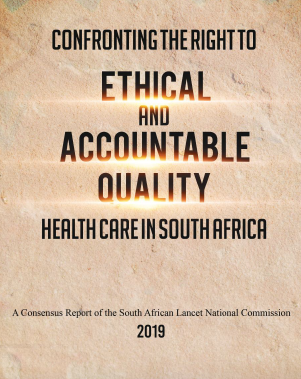 CONFRONTING THE RIGHT TO
ETHICAL
AND
ACCOUNTABLE
QUALITY
HEALTH CARE IN SOUTH AFRICA
A Consensus Report of the South African Lancet National Commission
2019